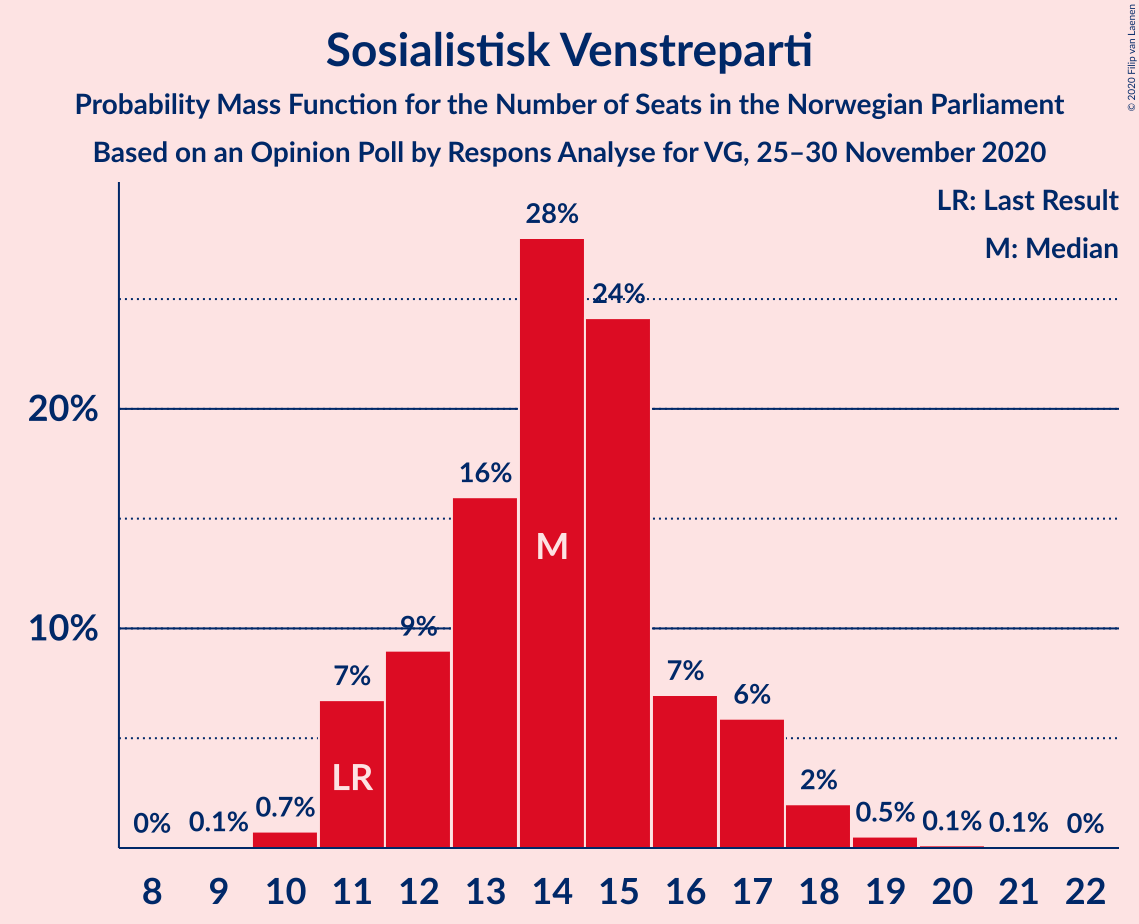 © 2020 Filip van Laenen
Sosialistisk Venstreparti
Probability Mass Function for the Number of Seats in the Norwegian Parliament
Based on an Opinion Poll by Respons Analyse for VG, 25–30 November 2020
LR: Last Result
M: Median
20%
10%
0%
0.1%
0.7%
7%
9%
16%
28%
24%
7%
6%
2%
0.5%
0.1%
0.1%
0%
LR
M
8 9 10 11 12 13 14 15 16 17 18 19 20 21 22